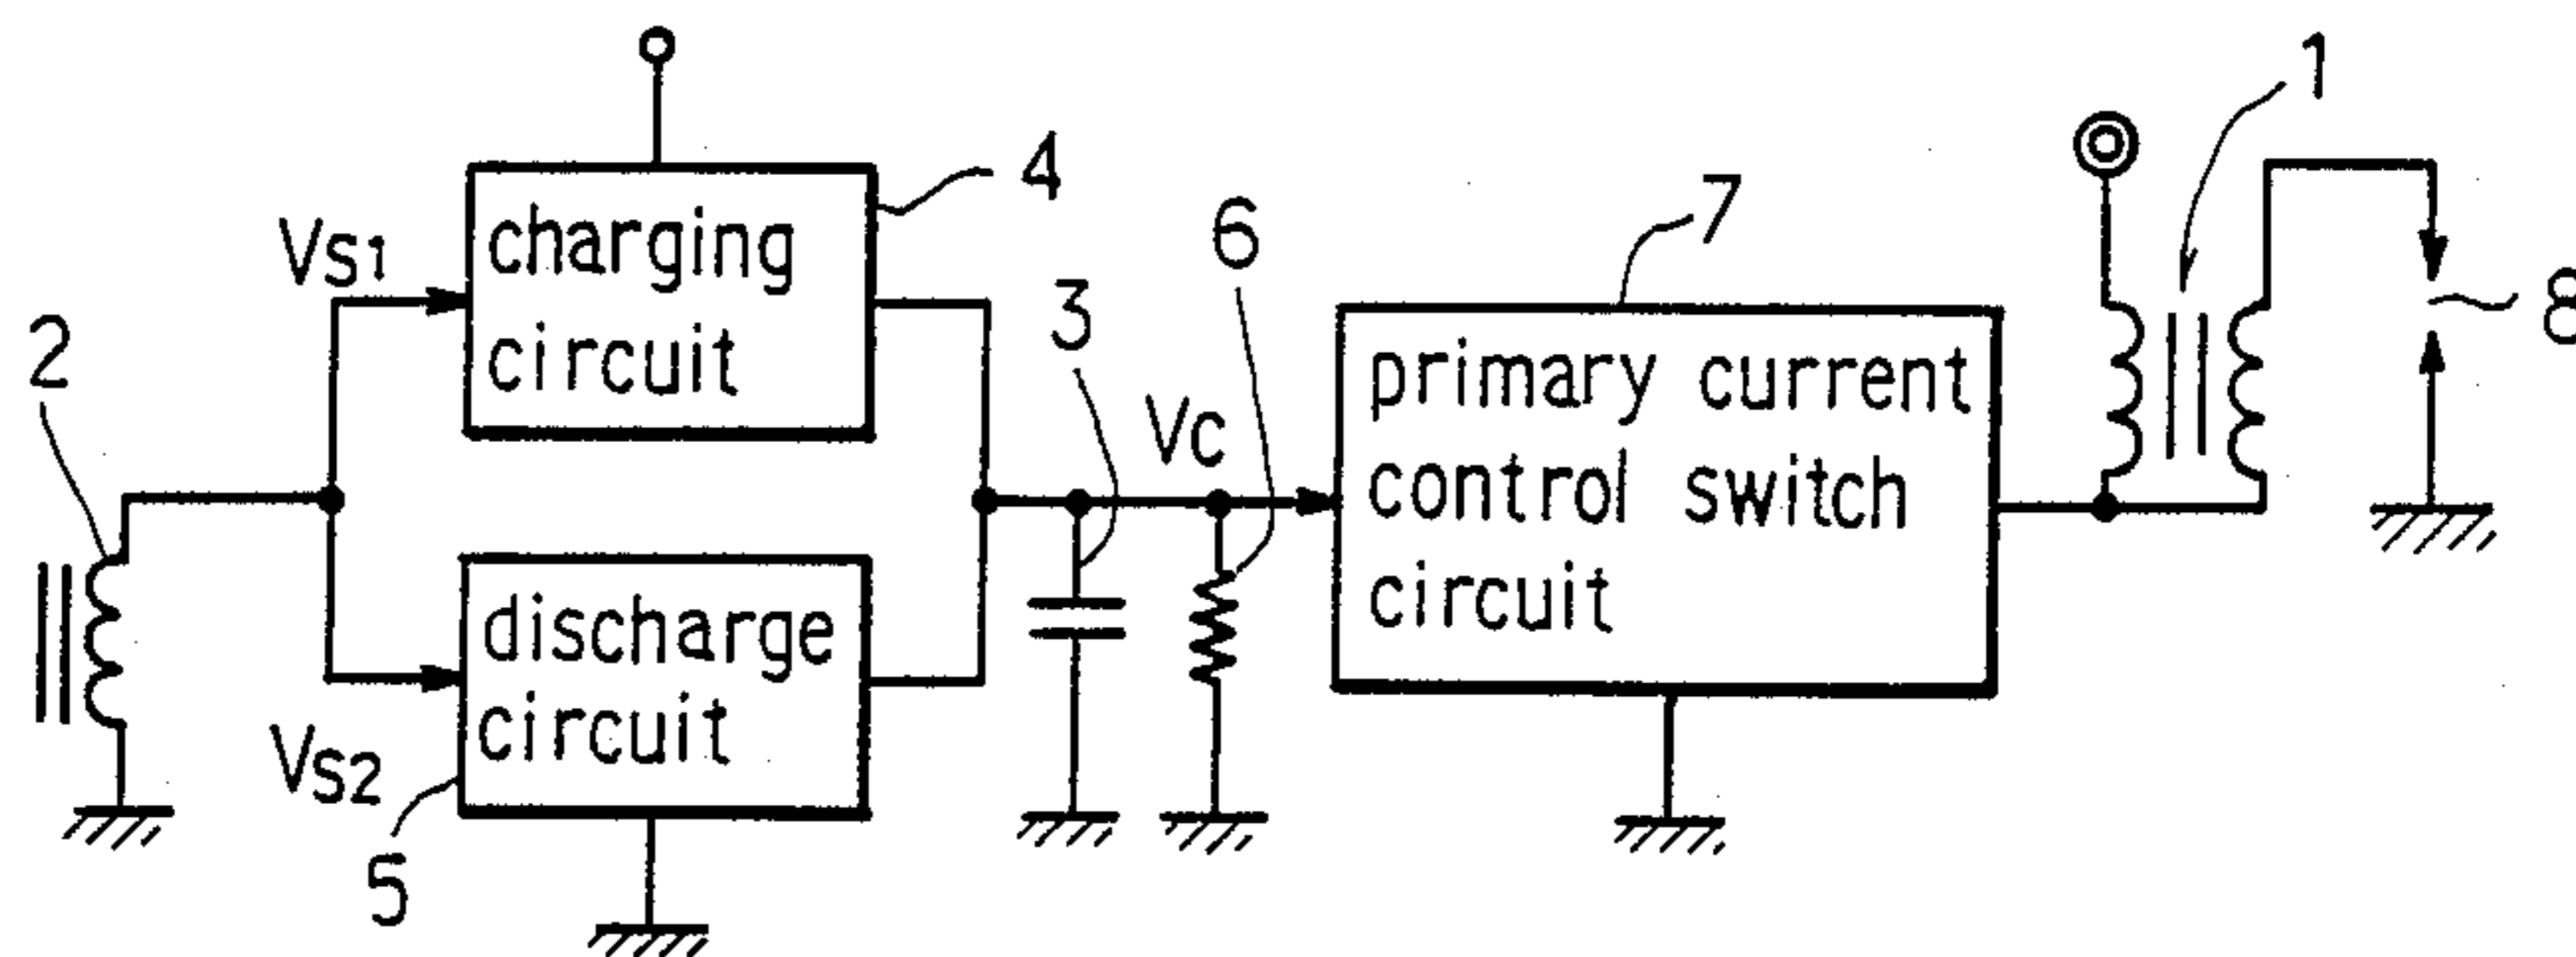 1
4
charging
circuit
VS1
6
7
8
2
3
primary current
control switch
circuit
VC
discharge
circuit
VS2
5